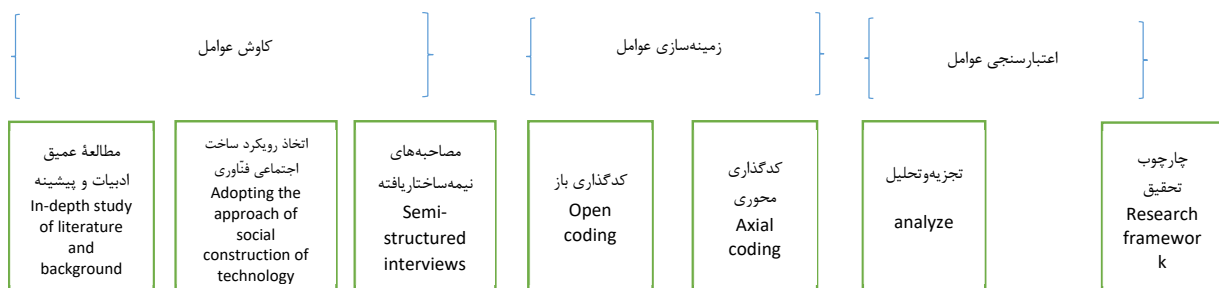 کاوش عوامل
زمینه‌سازی عوامل
اعتبارسنجی عوامل
مطالعهٔ عمیق
ادبیات و پیشینه
In-depth study
of literature
and
background
اتخاذ رویکرد ساخت
اجتماعی فنّاوری
Adopting the
approach of
social
construction of
technology
مصاحبه‌های
نیمه‌ساختاریافته
Semi-
structured
interviews
کدگذاری باز
Open
coding
کدگذاری
محوری
Axial
coding
تجزیه‌وتحلیل
analyze
چارچوب
تحقیق
Research
framewor
k